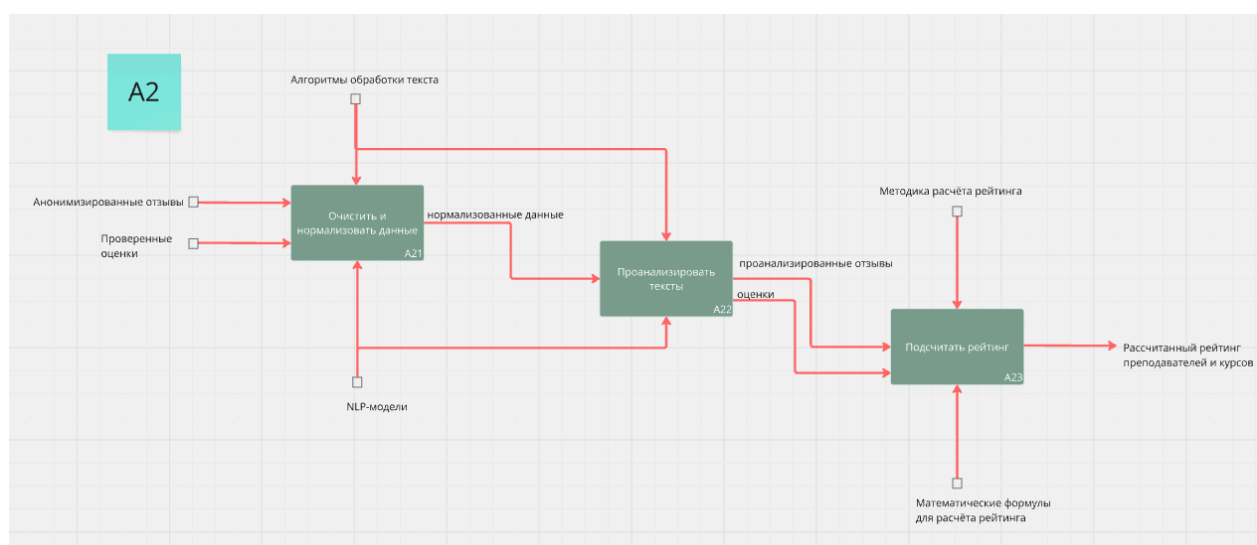 A2
Алгоритмы обработки текста
Анонимизированные отзывы
Проверенные
оценки
Очистить и
нормализовать данные
A21
нормализованные данные
Проанализировать
тексты
A22
проанализированные отзывы
оценки
Методика расчёта рейтинга
Подсчитать рейтинг
A23
Рассчитанный рейтинг
преподавателей и курсов
NLP-модели
Математические формулы
для расчёта рейтинга